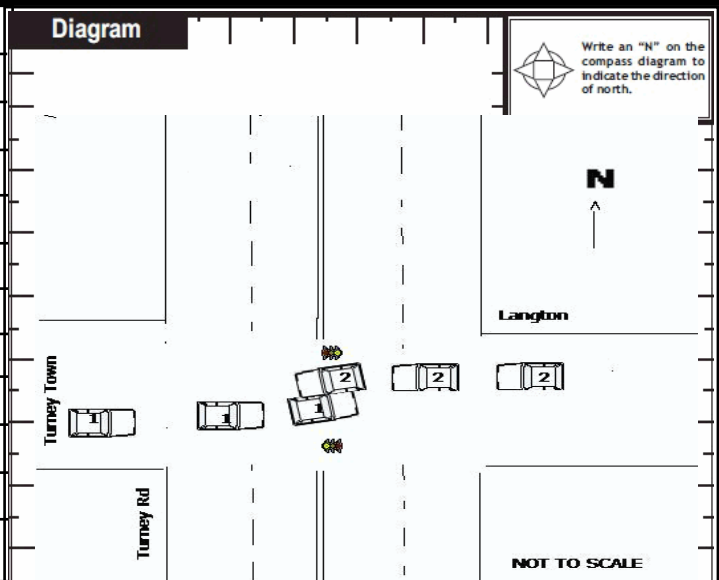 Diagram
Write an "N" on the
compass diagram to
indicate the direction
of north.
N
Langton
Turney Town
1
1
1
2
2
2
Turney Rd
NOT TO SCALE